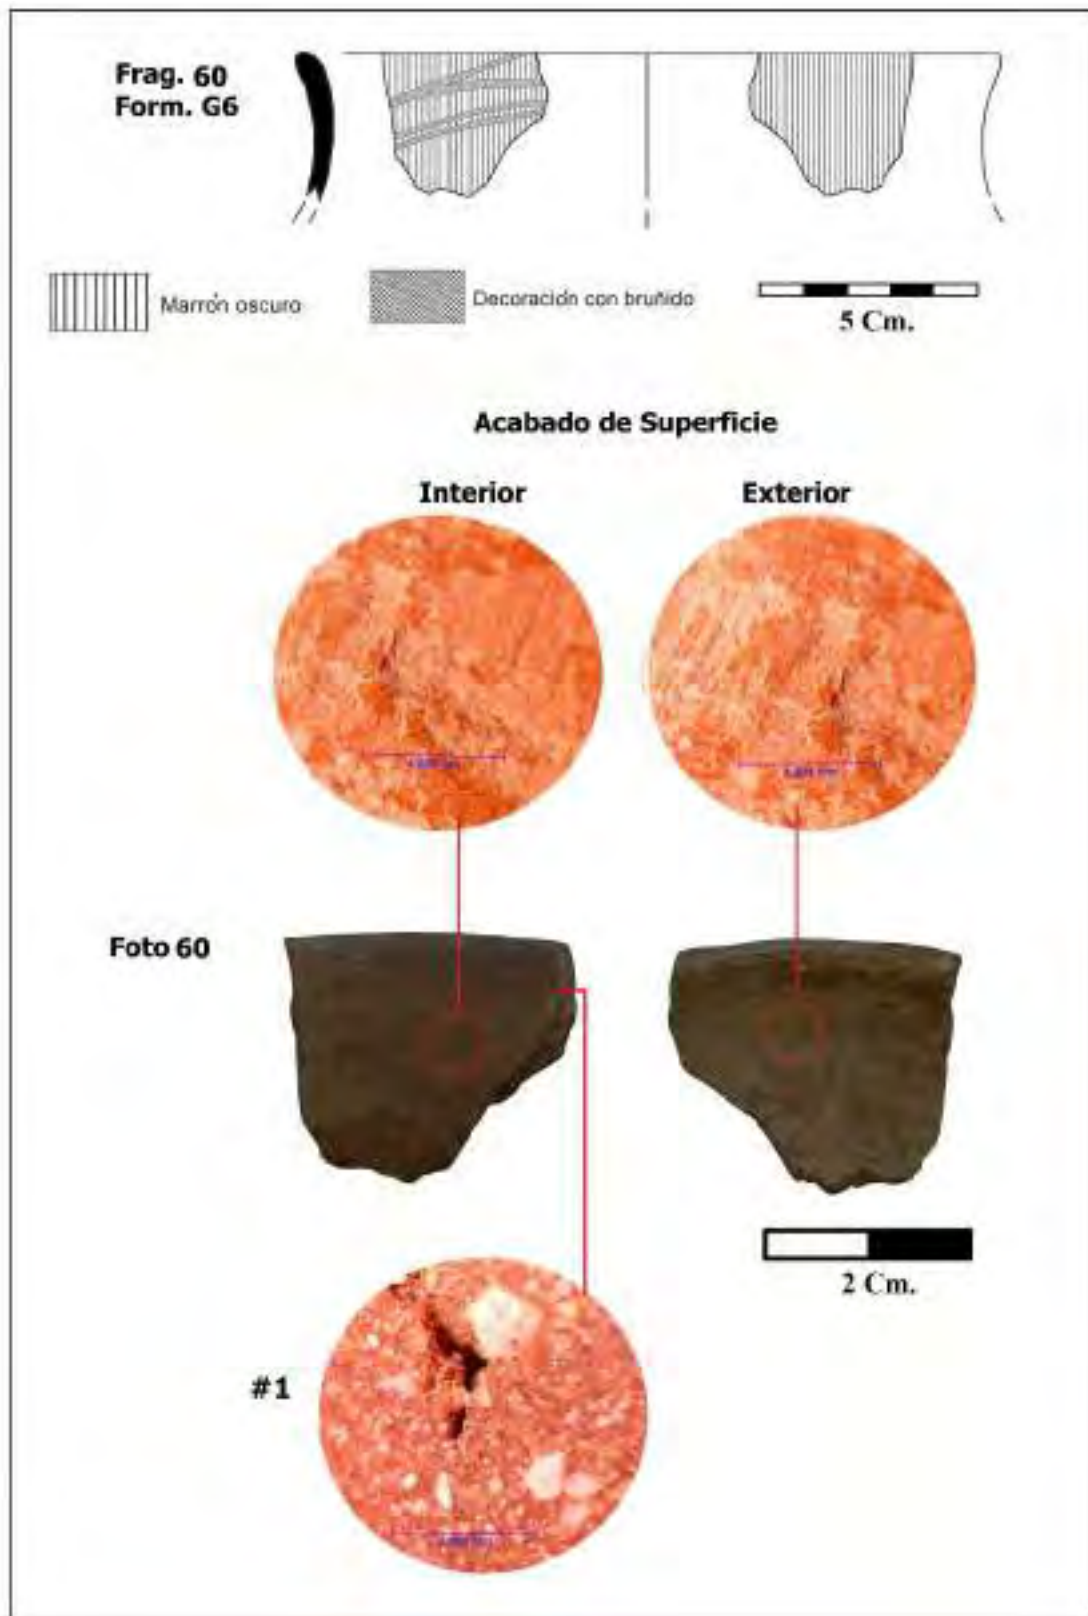 Frag. 60
Form. G6
Marrón oscuro
Decoración con bruñido
5 Cm.
Acabado de Superficie
Interior
Exterior
Foto 60
2 Cm.
#1